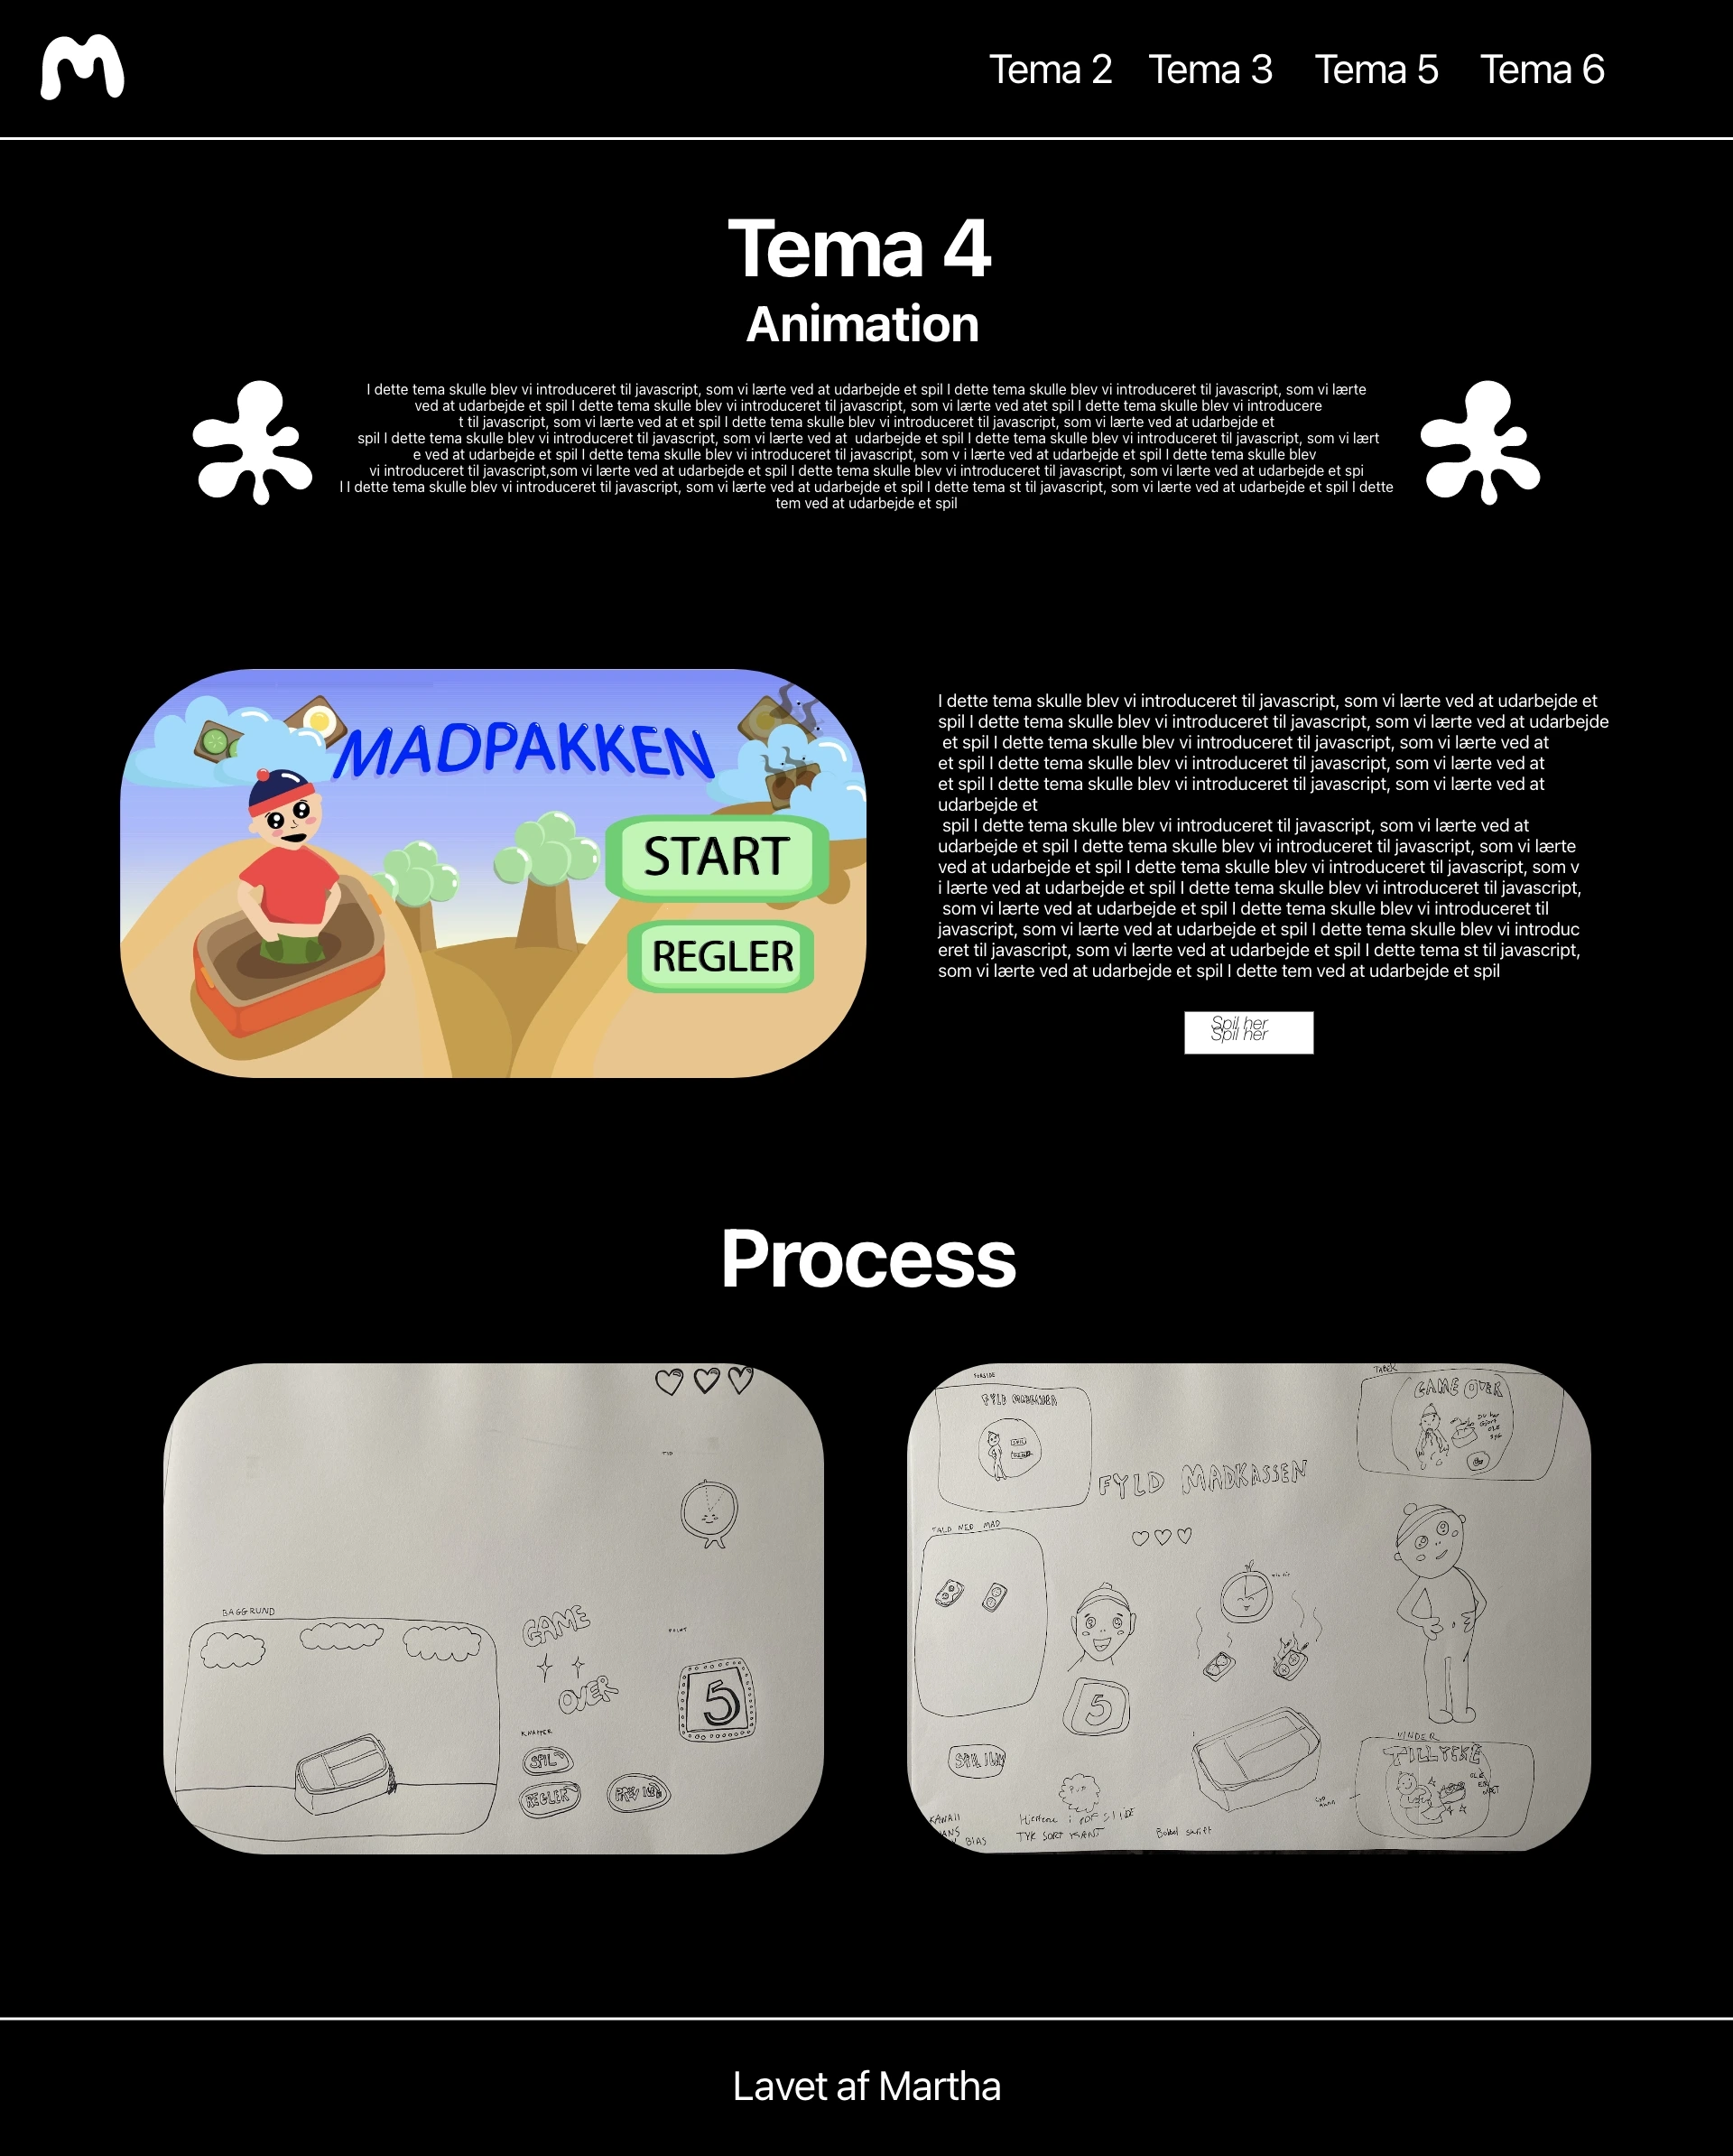 M
Tema 2 Tema 3 Tema 5 Tema 6
Tema 4
Animation
I dette tema skulle blev vi introduceret til javascript, som vi lærte ved at udarbejde et spil I dette tema skulle blev vi introduceret til javascript, som vi lærte
ved at udarbejde et spil I dette tema skulle blev vi introduceret til javascript, som vi lærte ved atet spil I dette tema skulle blev vi introducere
t til javascript, som vi lærte ved at et spil I dette tema skulle blev vi introduceret til javascript, som vi lærte ved at udarbejde et
spil I dette tema skulle blev vi introduceret til javascript, som vi lærte ved at udarbejde et spil I dette tema skulle blev vi introduceret til javascript, som vi lært
e ved at udarbejde et spil I dette tema skulle blev vi introduceret til javascript, som v i lærte ved at udarbejde et spil I dette tema skulle blev
vi introduceret til javascript,som vi lærte ved at udarbejde et spil I dette tema skulle blev vi introduceret til javascript, som vi lærte ved at udarbejde et spi
l I dette tema skulle blev vi introduceret til javascript, som vi lærte ved at udarbejde et spil I dette tema st til javascript, som vi lærte ved at udarbejde et spil I dette
tem ved at udarbejde et spil
MADPAKKEN
START
REGLER
I dette tema skulle blev vi introduceret til javascript, som vi lærte ved at udarbejde et
spil I dette tema skulle blev vi introduceret til javascript, som vi lærte ved at udarbejde
et spil I dette tema skulle blev vi introduceret til javascript, som vi lærte ved at
et spil I dette tema skulle blev vi introduceret til javascript, som vi lærte ved at
et spil I dette tema skulle blev vi introduceret til javascript, som vi lærte ved at
udarbejde et
spil I dette tema skulle blev vi introduceret til javascript, som vi lærte ved at
udarbejde et spil I dette tema skulle blev vi introduceret til javascript, som vi lærte
ved at udarbejde et spil I dette tema skulle blev vi introduceret til javascript, som v
i lærte ved at udarbejde et spil I dette tema skulle blev vi introduceret til javascript,
som vi lærte ved at udarbejde et spil I dette tema skulle blev vi introduceret til
javascript, som vi lærte ved at udarbejde et spil I dette tema skulle blev vi introduc
eret til javascript, som vi lærte ved at udarbejde et spil I dette tema st til javascript,
som vi lærte ved at udarbejde et spil I dette tem ved at udarbejde et spil
Spil her
Spil her
Process
TID
BAGGRUND
GAME
OVER
POINT
5
KNAPPER
SPIL
REGLER
PRØV IGEN
FORSIDE
FYLD MADKASSEN
TABER
GAME OVER
Du har
FYLD MADKASSEN
MAD
5
SPIL IGEN
VINDER
TILLYKKE
KAWAII
Hjerterne i
TYK SORT KANT
BIAS
Bobbel skrift
Lavet af Martha